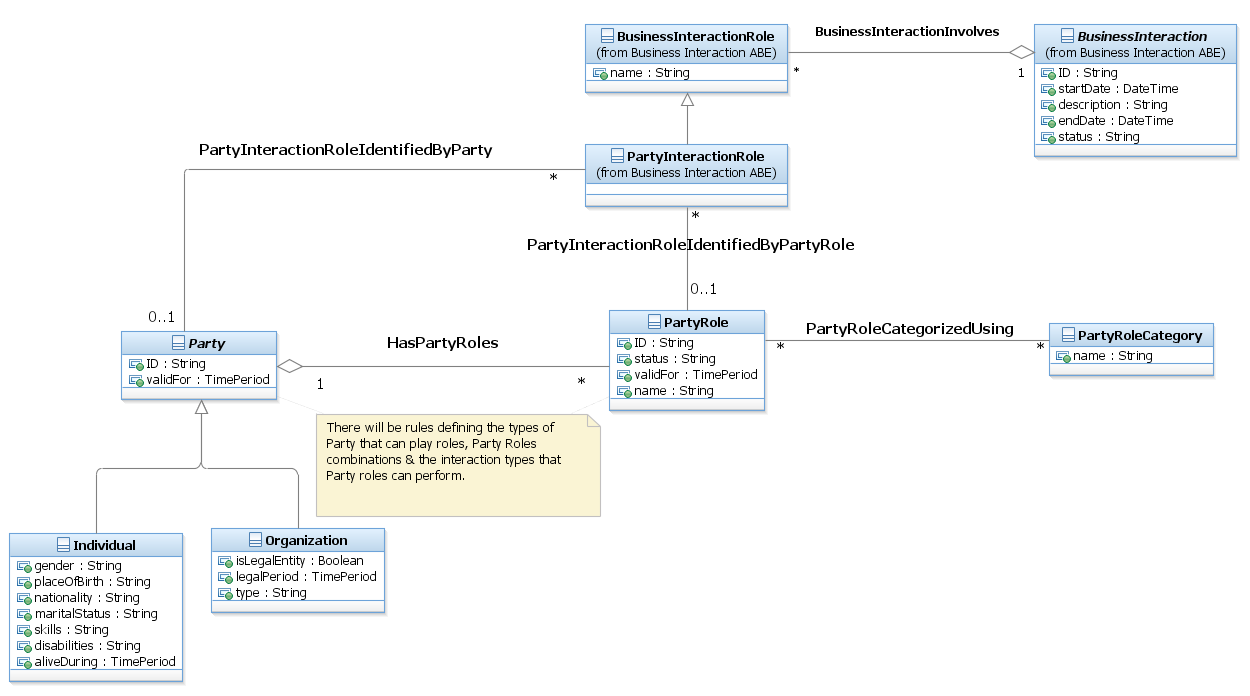 BusinessInteractionRole
(from Business Interaction ABE)
name : String
BusinessInteractionInvolves
*
1
BusinessInteraction
(from Business Interaction ABE)
ID : String
startDate : DateTime
description : String
endDate : DateTime
status : String
PartyInteractionRoleIdentifiedByParty
*
0..1
PartyInteractionRole
(from Business Interaction ABE)
*
PartyInteractionRoleIdentifiedByPartyRole
0..1
Party
ID : String
validFor : TimePeriod
HasPartyRoles
1
*
PartyRole
ID : String
status : String
validFor : TimePeriod
name : String
PartyRoleCategorizedUsing
*
*
PartyRoleCategory
name : String
There will be rules defining the types of
Party that can play roles, Party Roles
combinations & the interaction types that
Party roles can perform.
Individual
gender : String
placeOfBirth : String
nationality : String
maritalStatus : String
skills : String
disabilities : String
aliveDuring : TimePeriod
Organization
isLegalEntity : Boolean
legalPeriod : TimePeriod
type : String